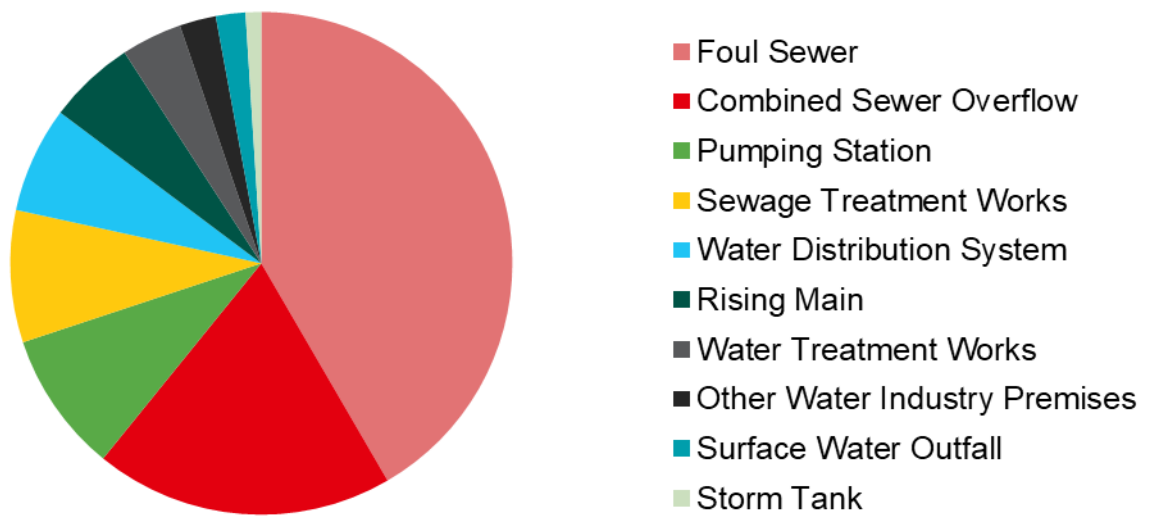 Foul Sewer
Combined Sewer Overflow
Pumping Station
Sewage Treatment Works
Water Distribution System
Rising Main
Water Treatment Works
Other Water Industry Premises
Surface Water Outfall
Storm Tank